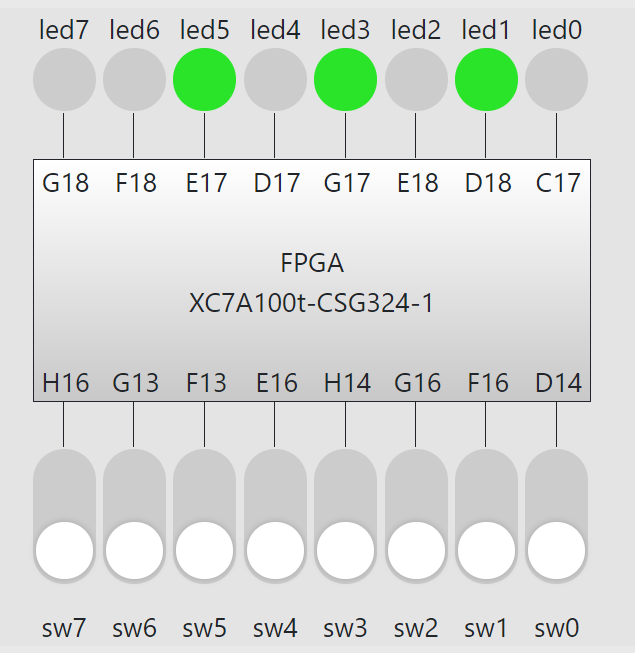 led7 led6 led5 led4 led3 led2 led1 led0
G18 F18 E17 D17 G17 E18 D18 C17
FPGA
XC7A100t-CSG324-1
H16 G13 F13 E16 H14 G16 F16 D14
sw7 sw6 sw5 sw4 sw3 sw2 sw1 sw0